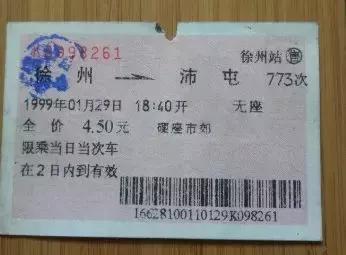 K098261 徐州站 售
徐州 → 沛屯 773次
1999年01月29日 18:40开 无座
全价 4.50元 硬座市郊
限乘当日当次车
在2日内到有效
16628100110129K098261